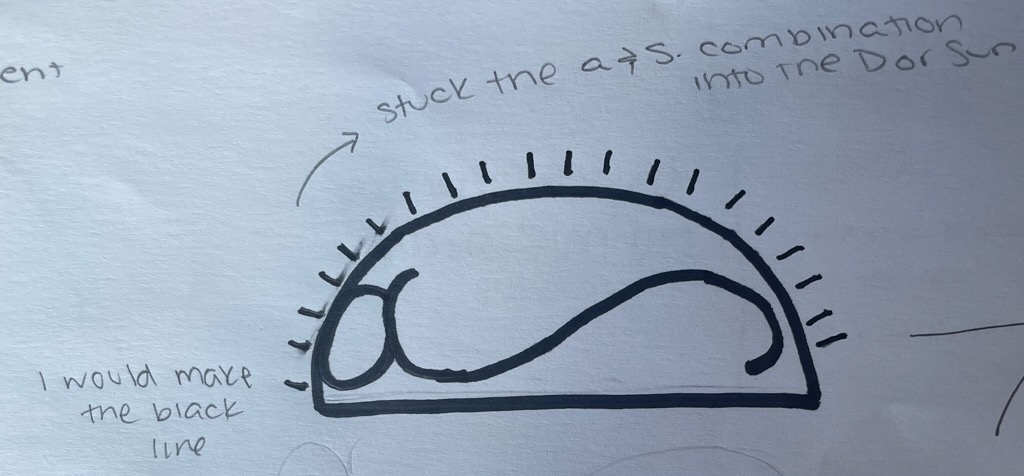 ent
stuck the a & S. combination
into the D or Sun
I would make
the black
line